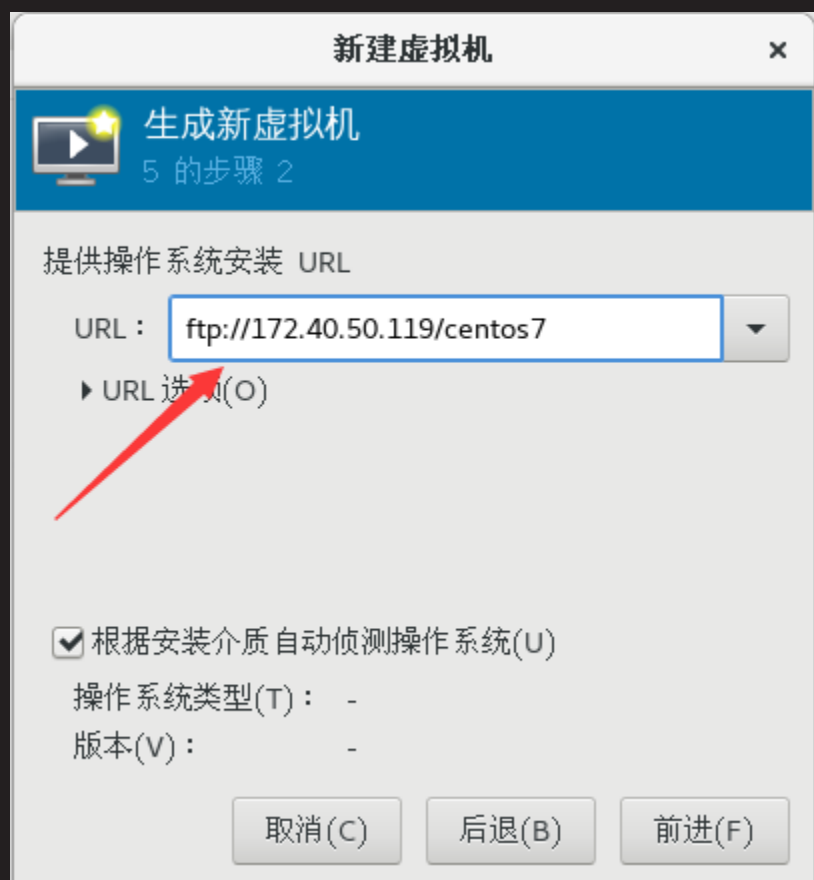 新建虚拟机 ×
生成新虚拟机
5 的步骤 2
提供操作系统安装 URL
URL： ftp://172.40.50.119/centos7
URL 选项(O)
根据安装介质自动侦测操作系统(U)
操作系统类型(T)： -
版本(V)： -
取消(C) 后退(B) 前进(F)